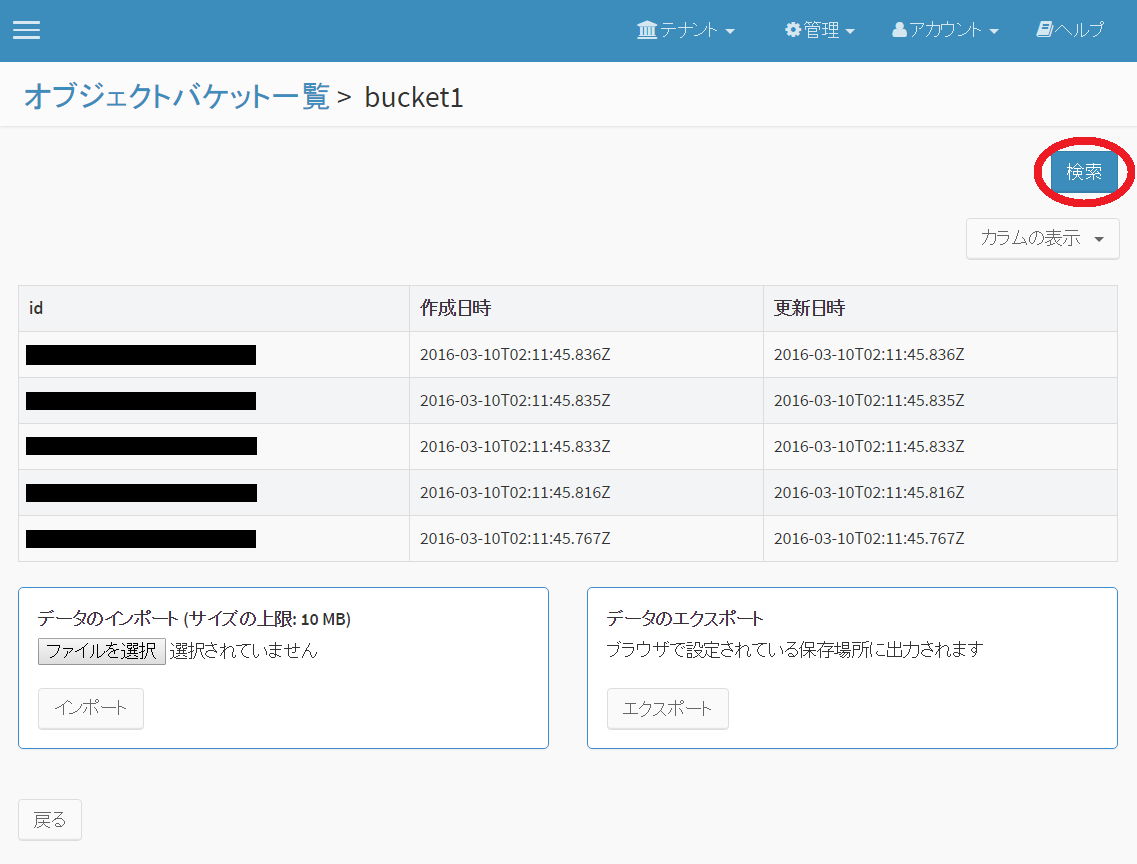 テナント 管理 アカウント ヘルプ
オブジェクトバケット一覧 > bucket1
検索
カラムの表示
id 作成日時 更新日時
2016-03-10T02:11:45.836Z 2016-03-10T02:11:45.836Z
2016-03-10T02:11:45.835Z 2016-03-10T02:11:45.835Z
2016-03-10T02:11:45.833Z 2016-03-10T02:11:45.833Z
2016-03-10T02:11:45.816Z 2016-03-10T02:11:45.816Z
2016-03-10T02:11:45.767Z 2016-03-10T02:11:45.767Z
データのインポート (サイズの上限: 10 MB)
ファイルを選択 選択されていません
インポート
データのエクスポート
ブラウザで設定されている保存場所に出力されます
エクスポート
戻る